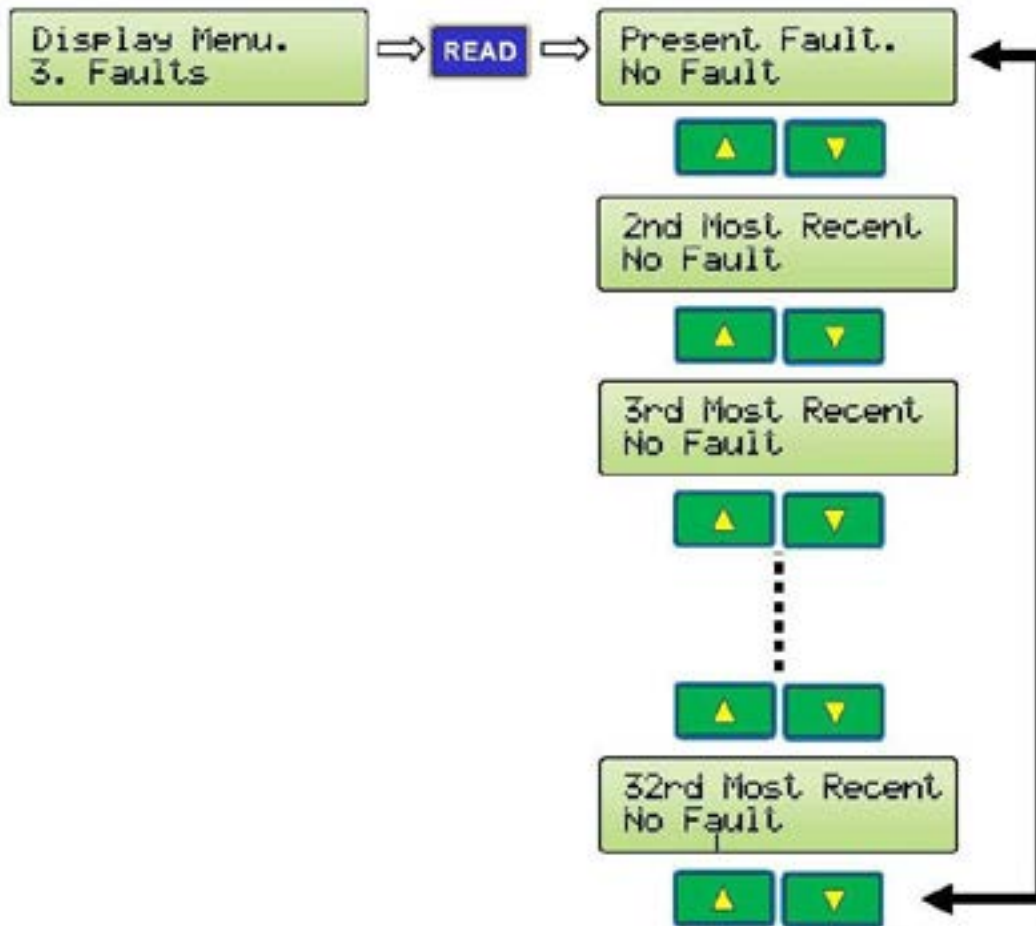 Display Menu.
3. Faults
READ
Present Fault.
No Fault
2nd Most Recent
No Fault
3rd Most Recent
No Fault
32rd Most Recent
No Fault